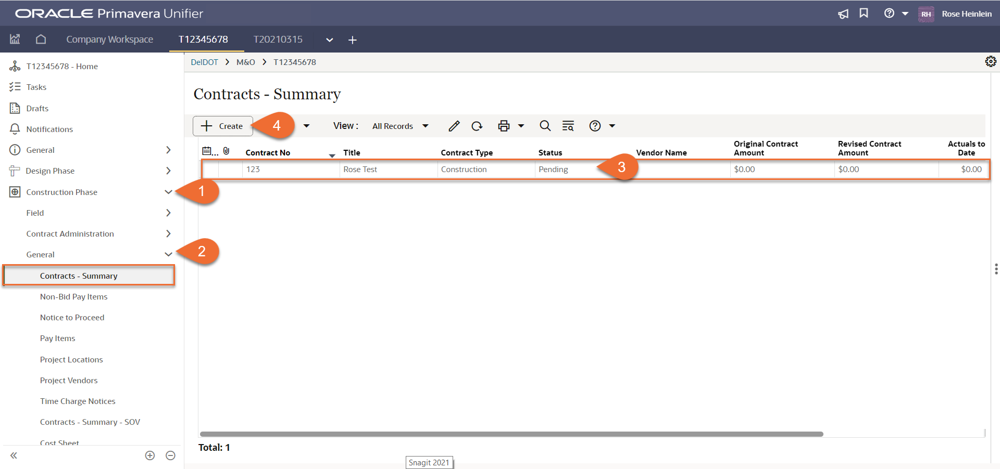 ORACLE Primavera Unifier
RH Rose Heinlein
Company Workspace T12345678 T20210315
T12345678 - Home
Tasks
Drafts
Notifications
General
Design Phase
Construction Phase
1
Field
Contract Administration
General
2
Contracts - Summary
Non-Bid Pay Items
Notice to Proceed
Pay Items
Project Locations
Project Vendors
Time Charge Notices
Contracts - Summary - SOV
Cost Sheet
DelDOT > M&O > T12345678
Contracts - Summary
Create 4 View : All Records
... Contract No Title Contract Type Status Vendor Name Original Contract Amount Revised Contract Amount Actuals to Date
123 Rose Test Construction Pending 3 $0.00 $0.00 $0.00
Total: 1
Snagit 2021